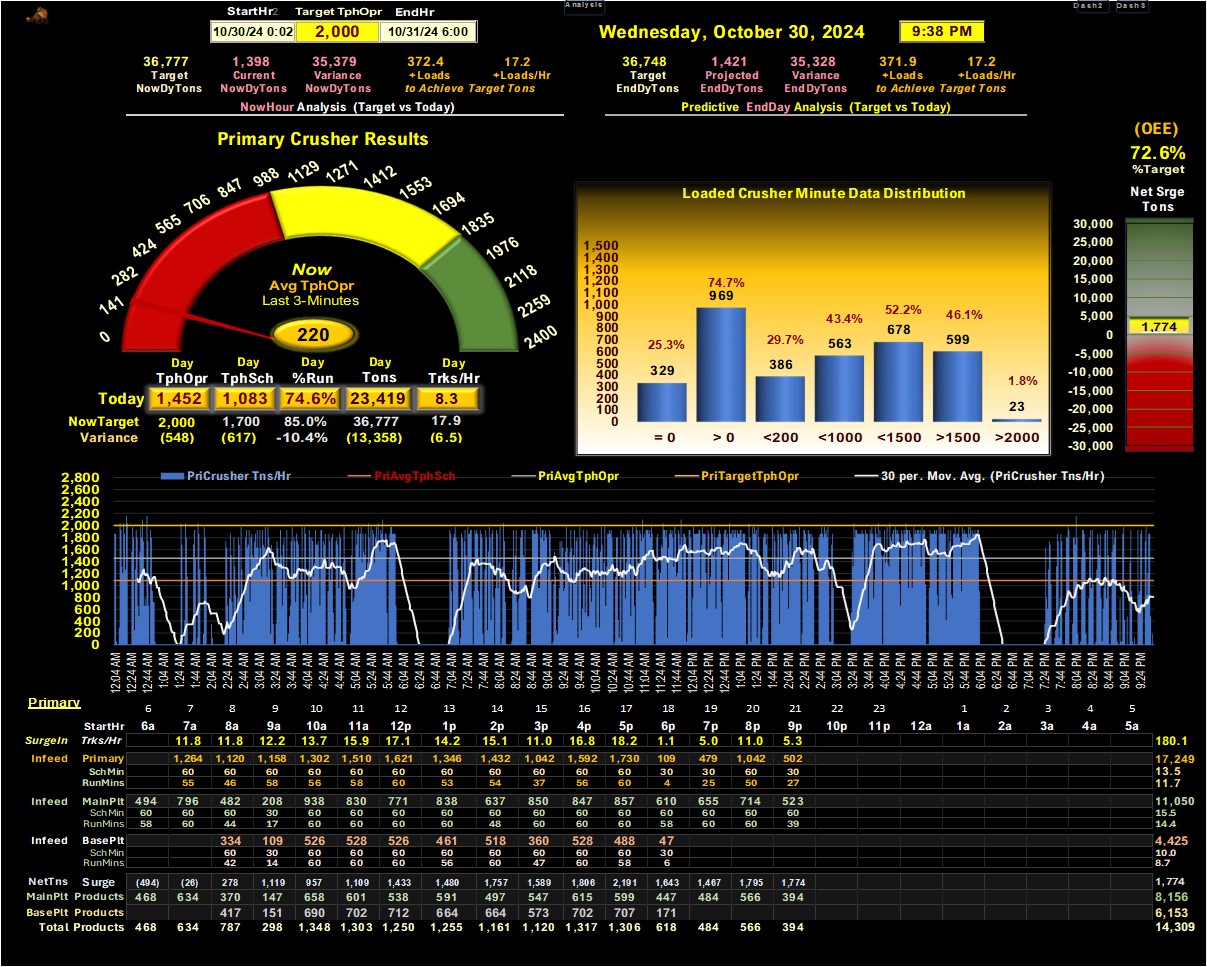 Analysis
Dash2 Dash3
StartHr2 Target TphOpr EndHr
10/30/24 0:02 2,000 10/31/24 6:00
Wednesday, October 30, 2024 9:38 PM
36,777 1,398 35,379 372.4 17.2
Target Current Variance +Loads +Loads/Hr
NowDyTons NowDyTons NowDyTons to Achieve Target Tons
NowHour Analysis (Target vs Today)
36,748 1,421 35,328 371.9 17.2
Target Projected Variance +Loads +Loads/Hr
EndDyTons EndDyTons EndDyTons to Achieve Target Tons
Predictive EndDay Analysis (Target vs Today)
(OEE)
72.6%
%Target
Net Srge
Tons
30,000
25,000
20,000
15,000
10,000
5,000
0
-5,000
-10,000
-15,000
-20,000
-25,000
-30,000
1,774
Primary Crusher Results
0 141 282 424 565 706 847 988 1129 1271 1412 1553 1694 1835 1976 2118 2259 2400
Now
Avg TphOpr
Last 3-Minutes
220
Day Day Day Day Day
TphOpr TphSch %Run Tons Trks/Hr
Today 1,452 1,083 74.6% 23,419 8.3
NowTarget 2,000 1,700 85.0% 36,777 17.9
Variance (548) (617) -10.4% (13,358) (6.5)
Loaded Crusher Minute Data Distribution
1,500
1,400
1,300
1,200
1,100
1,000
900
800
700
600
500
400
300
200
100
25.3% 74.7% 29.7% 43.4% 52.2% 46.1% 1.8%
329 969 386 563 678 599 23
= 0 > 0 <200 <1000 <1500 >1500 >2000
PriCrusher Tns/Hr PriAvgTphSch PriAvgTphOpr PriTargetTphOpr 30 per. Mov. Avg. (PriCrusher Tns/Hr)
2,800
2,600
2,400
2,200
2,000
1,800
1,600
1,400
1,200
1,000
800
600
400
200
0
12:04 AM 12:24 AM 12:44 AM 1:04 AM 1:24 AM 1:44 AM 2:04 AM 2:24 AM 2:44 AM 3:04 AM 3:24 AM 3:44 AM 4:04 AM 4:24 AM 4:44 AM 5:04 AM 5:24 AM 5:44 AM 6:04 AM 6:24 AM 6:44 AM 7:04 AM 7:24 AM 7:44 AM 8:04 AM 8:24 AM 8:44 AM 9:04 AM 9:24 AM 9:44 AM 10:04 AM 10:24 AM 10:44 AM 11:04 AM 11:24 AM 11:44 AM 12:04 PM 12:24 PM 12:44 PM 1:04 PM 1:24 PM 1:44 PM 2:04 PM 2:24 PM 2:44 PM 3:04 PM 3:24 PM 3:44 PM 4:04 PM 4:24 PM 4:44 PM 5:04 PM 5:24 PM 5:44 PM 6:04 PM 6:24 PM 6:44 PM 7:04 PM 7:24 PM 7:44 PM 8:04 PM 8:24 PM 8:44 PM 9:04 PM 9:24 PM
Primary 6 7 8 9 10 11 12 13 14 15 16 17 18 19 20 21 22 23 1 2 3 4 5
StartHr 6a 7a 8a 9a 10a 11a 12p 1p 2p 3p 4p 5p 6p 7p 8p 9p 10p 11p 12a 1a 2a 3a 4a 5a
SurgeIn Trks/Hr 11.8 11.8 12.2 13.7 15.9 17.1 14.2 15.1 11.0 16.8 18.2 1.1 5.0 11.0 5.3 180.1
Infeed Primary 1,264 1,120 1,158 1,302 1,510 1,621 1,346 1,432 1,042 1,592 1,730 109 479 1,042 502 17,249
SchMin 60 60 60 60 60 60 60 60 60 60 60 30 30 60 30 13.5
RunMins 55 46 58 56 58 60 53 54 37 56 60 4 25 50 27 11.7
Infeed MainPlt 494 796 482 208 938 830 771 838 637 850 847 857 610 655 714 523 11,050
SchMin 60 60 60 30 60 60 60 60 60 60 60 60 60 60 60 60 15.5
RunMins 58 60 44 17 60 60 60 60 48 60 60 60 58 60 60 39 14.4
Infeed BasePlt 334 109 526 528 526 461 518 360 528 488 47 4,425
SchMin 60 30 60 60 60 60 60 60 60 60 30 10.0
RunMins 42 14 60 60 60 56 60 47 60 58 6 8.7
NetTns Surge (494) (26) 278 1,119 957 1,109 1,433 1,480 1,757 1,589 1,806 2,191 1,643 1,467 1,795 1,774 1,774
MainPlt Products 468 634 370 147 658 601 538 591 497 547 615 599 447 484 566 394 8,156
BasePlt Products 417 151 690 702 712 664 664 573 702 707 171 6,153
Total Products 468 634 787 298 1,348 1,303 1,250 1,255 1,161 1,120 1,317 1,306 618 484 566 394 14,309